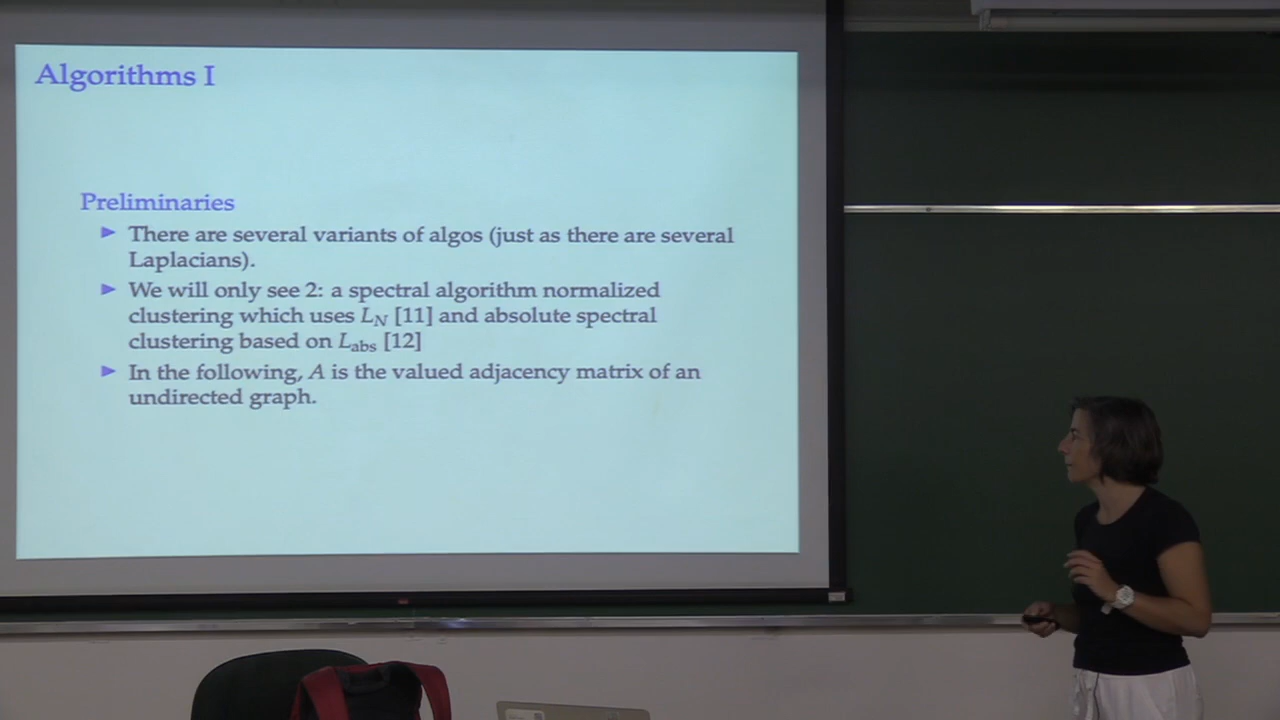 Algorithms I
Preliminaries
▶ There are several variants of algos (just as there are several
Laplacians).
▶ We will only see 2: a spectral algorithm normalized
clustering which uses L_N [11] and absolute spectral
clustering based on L_abs [12]
▶ In the following, A is the valued adjacency matrix of an
undirected graph.